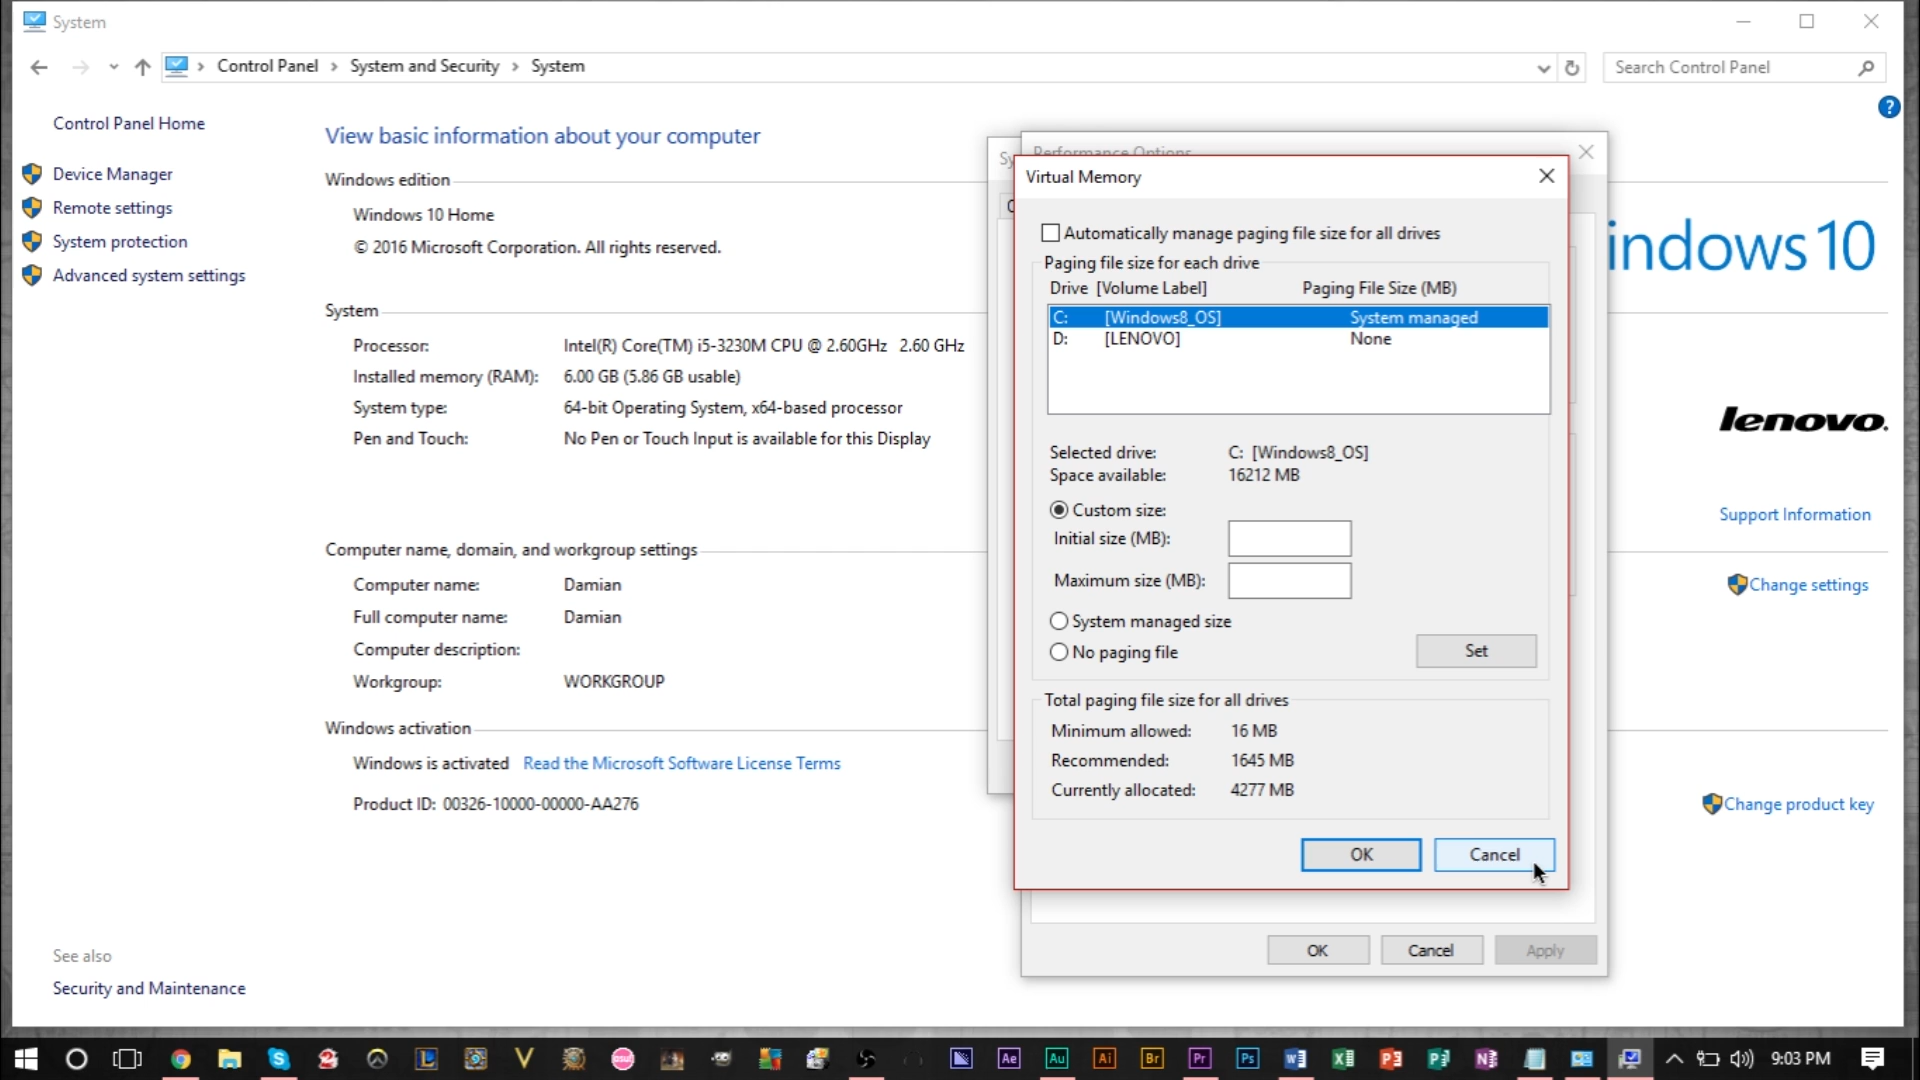 System
Control Panel > System and Security > System
Search Control Panel
Control Panel Home
Device Manager
Remote settings
System protection
Advanced system settings
See also
Security and Maintenance
View basic information about your computer
Windows edition
Windows 10 Home
© 2016 Microsoft Corporation. All rights reserved.
System
Processor: Intel(R) Core(TM) i5-3230M CPU @ 2.60GHz 2.60 GHz
Installed memory (RAM): 6.00 GB (5.86 GB usable)
System type: 64-bit Operating System, x64-based processor
Pen and Touch: No Pen or Touch Input is available for this Display
Computer name, domain, and workgroup settings
Computer name: Damian
Full computer name: Damian
Computer description:
Workgroup: WORKGROUP
Windows activation
Windows is activated Read the Microsoft Software License Terms
Product ID: 00326-10000-00000-AA276
indows 10
lenovo.
Support Information
Change settings
Change product key
Sy
Performance Options
Virtual Memory
Automatically manage paging file size for all drives
Paging file size for each drive
Drive [Volume Label] Paging File Size (MB)
C: [Windows8_OS] System managed
D: [LENOVO] None
Selected drive: C: [Windows8_OS]
Space available: 16212 MB
Custom size:
Initial size (MB):
Maximum size (MB):
System managed size
No paging file
Set
Total paging file size for all drives
Minimum allowed: 16 MB
Recommended: 1645 MB
Currently allocated: 4277 MB
OK Cancel
OK Cancel Apply
Ae Au Ai Br Pr Ps
9:03 PM